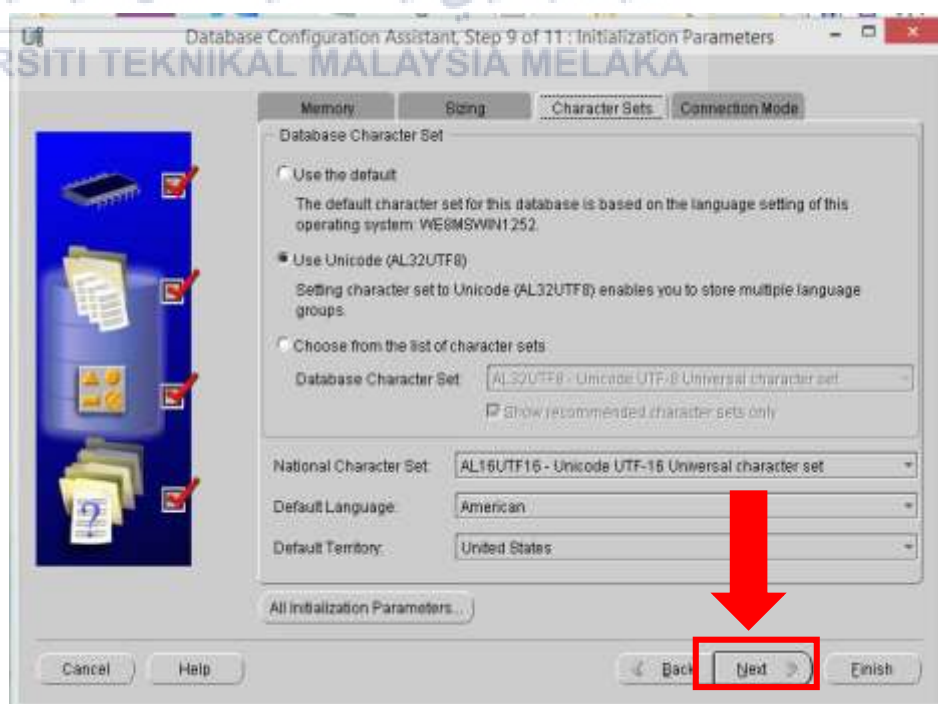 Database Configuration Assistant, Step 9 of 11 : Initialization Parameters
RSITI TEKNIKAL MALAYSIA MELAKA
Memory Sizing Character Sets Connection Mode
Database Character Set
Use the default
The default character set for this database is based on the language setting of this
operating system: WE8MSWIN1252.
Use Unicode (AL32UTF8)
Setting character set to Unicode (AL32UTF8) enables you to store multiple language
groups.
Choose from the list of character sets
Database Character Set: AL32UTF8 - Unicode UTF-8 Universal character set
Show recommended character sets only
National Character Set: AL16UTF16 - Unicode UTF-16 Universal character set
Default Language: American
Default Territory: United States
All Initialization Parameters...
Cancel Help Back Next Finish